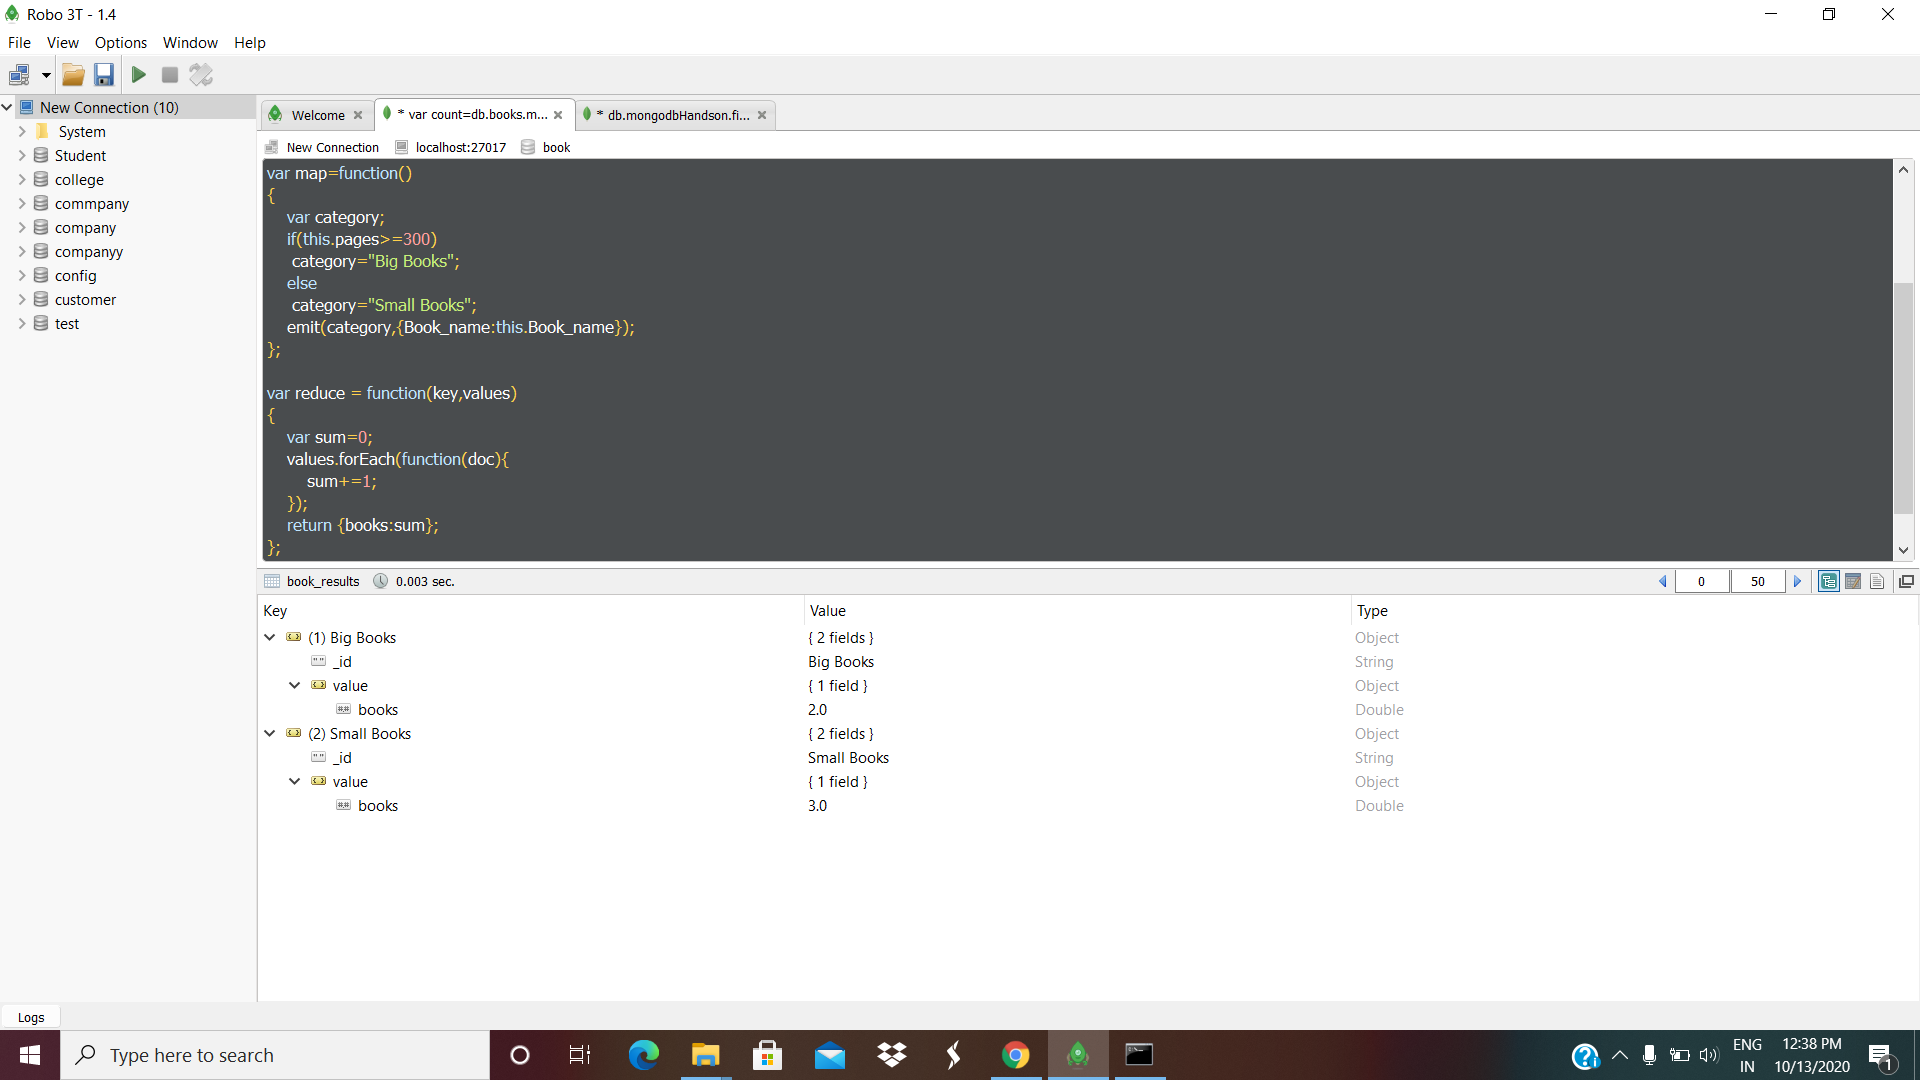 Robo 3T - 1.4
File View Options Window Help
New Connection (10)
System
Student
college
commpany
company
companyy
config
customer
test
Welcome
* var count=db.books.m...
* db.mongodbHandson.fi...
New Connection localhost:27017 book
var map=function()
{
var category;
if(this.pages>=300)
category="Big Books";
else
category="Small Books";
emit(category,{Book_name:this.Book_name});
};
var reduce = function(key,values)
{
var sum=0;
values.forEach(function(doc){
sum+=1;
});
return {books:sum};
};
book_results 0.003 sec. 0 50
Key Value Type
(1) Big Books { 2 fields } Object
_id Big Books String
value { 1 field } Object
books 2.0 Double
(2) Small Books { 2 fields } Object
_id Small Books String
value { 1 field } Object
books 3.0 Double
Logs
Type here to search
ENG
IN
12:38 PM
10/13/2020
1